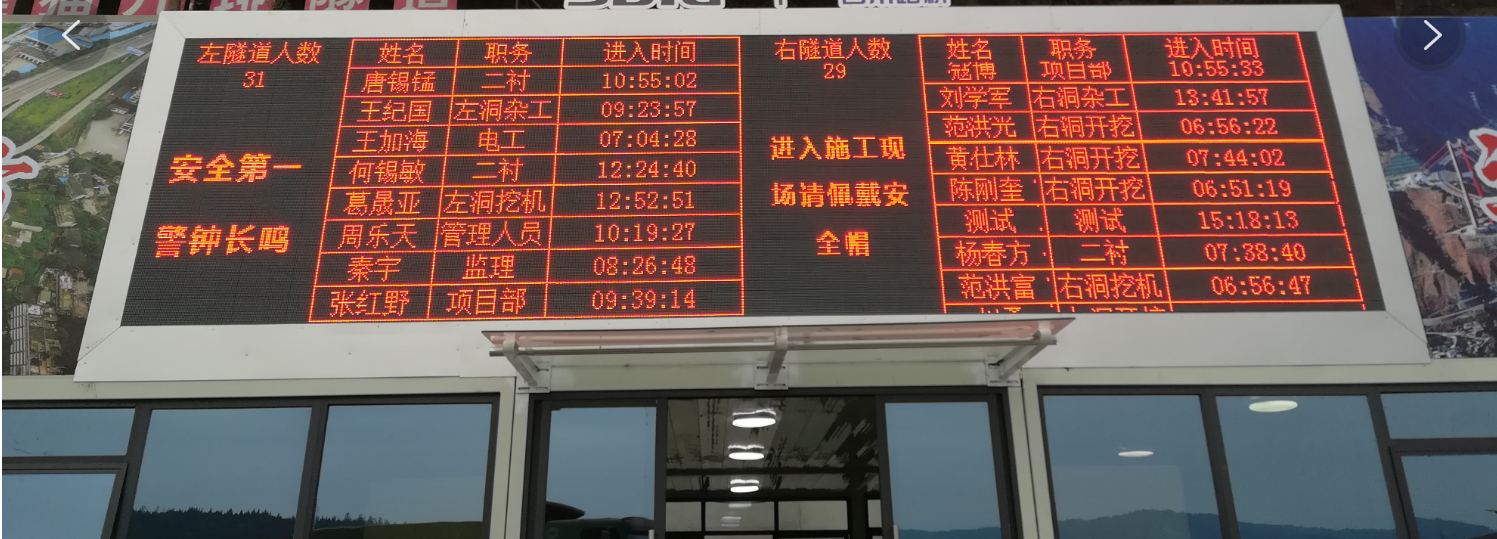 隧道
左隧道人数
31
安全第一
警钟长鸣
姓名 职务 进入时间
唐锡锰 二衬 10:55:02
王纪国 左洞杂工 09:23:57
王加海 电工 07:04:28
何锡敏 二衬 12:24:40
葛晟亚 左洞挖机 12:52:51
周乐天 管理人员 10:19:27
秦宇 监理 08:26:48
张红野 项目部 09:39:14
右隧道人数
29
进入施工现
场请佩戴安
全帽
姓名 职务 进入时间
寇博 项目部 10:55:33
刘学军 右洞杂工 13:41:57
范洪光 右洞开挖 06:56:22
黄仕林 右洞开挖 07:44:02
陈刚奎 右洞开挖 06:51:19
测试 测试 15:18:13
杨春方 二衬 07:38:40
范洪富 右洞挖机 06:56:47